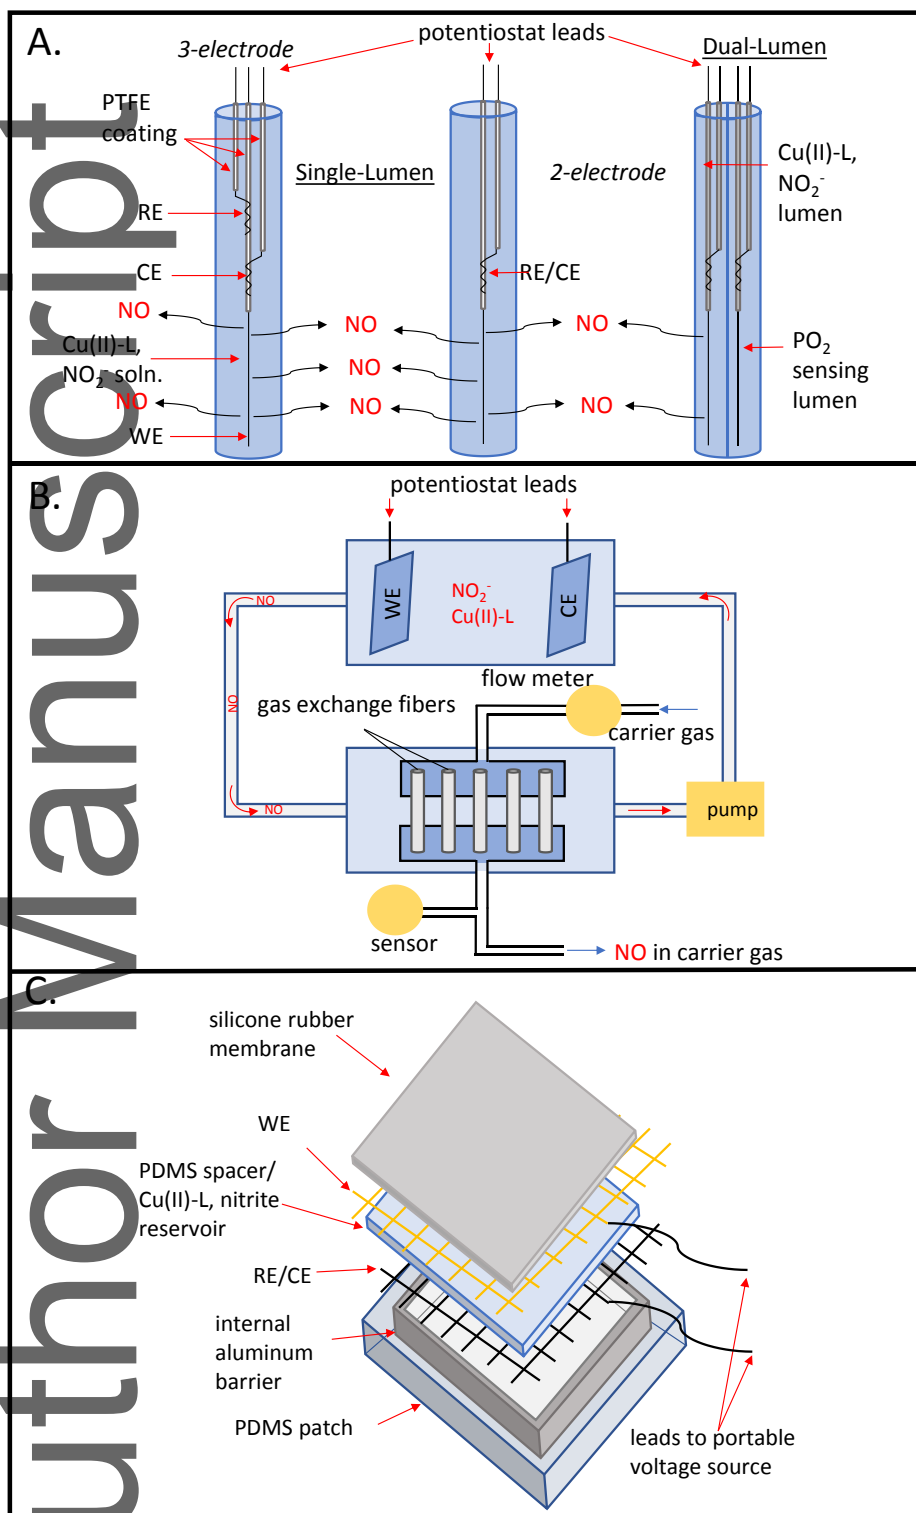 A.
3-electrode
potentiostat leads
Dual-Lumen
PTFE
coating
Single-Lumen
2-electrode
Cu(II)-L,
NO₂⁻
lumen
RE
CE
RE/CE
NO
NO
NO
Cu(II)-L,
NO₂⁻ soln.
NO
PO₂
sensing
lumen
NO
NO
NO
WE
B.
potentiostat leads
WE
NO₂⁻
Cu(II)-L
CE
NO
NO
NO
flow meter
gas exchange fibers
carrier gas
pump
sensor
NO in carrier gas
C.
silicone rubber
membrane
WE
PDMS spacer/
Cu(II)-L, nitrite
reservoir
RE/CE
internal
aluminum
barrier
PDMS patch
leads to portable
voltage source
uthor Manuscript